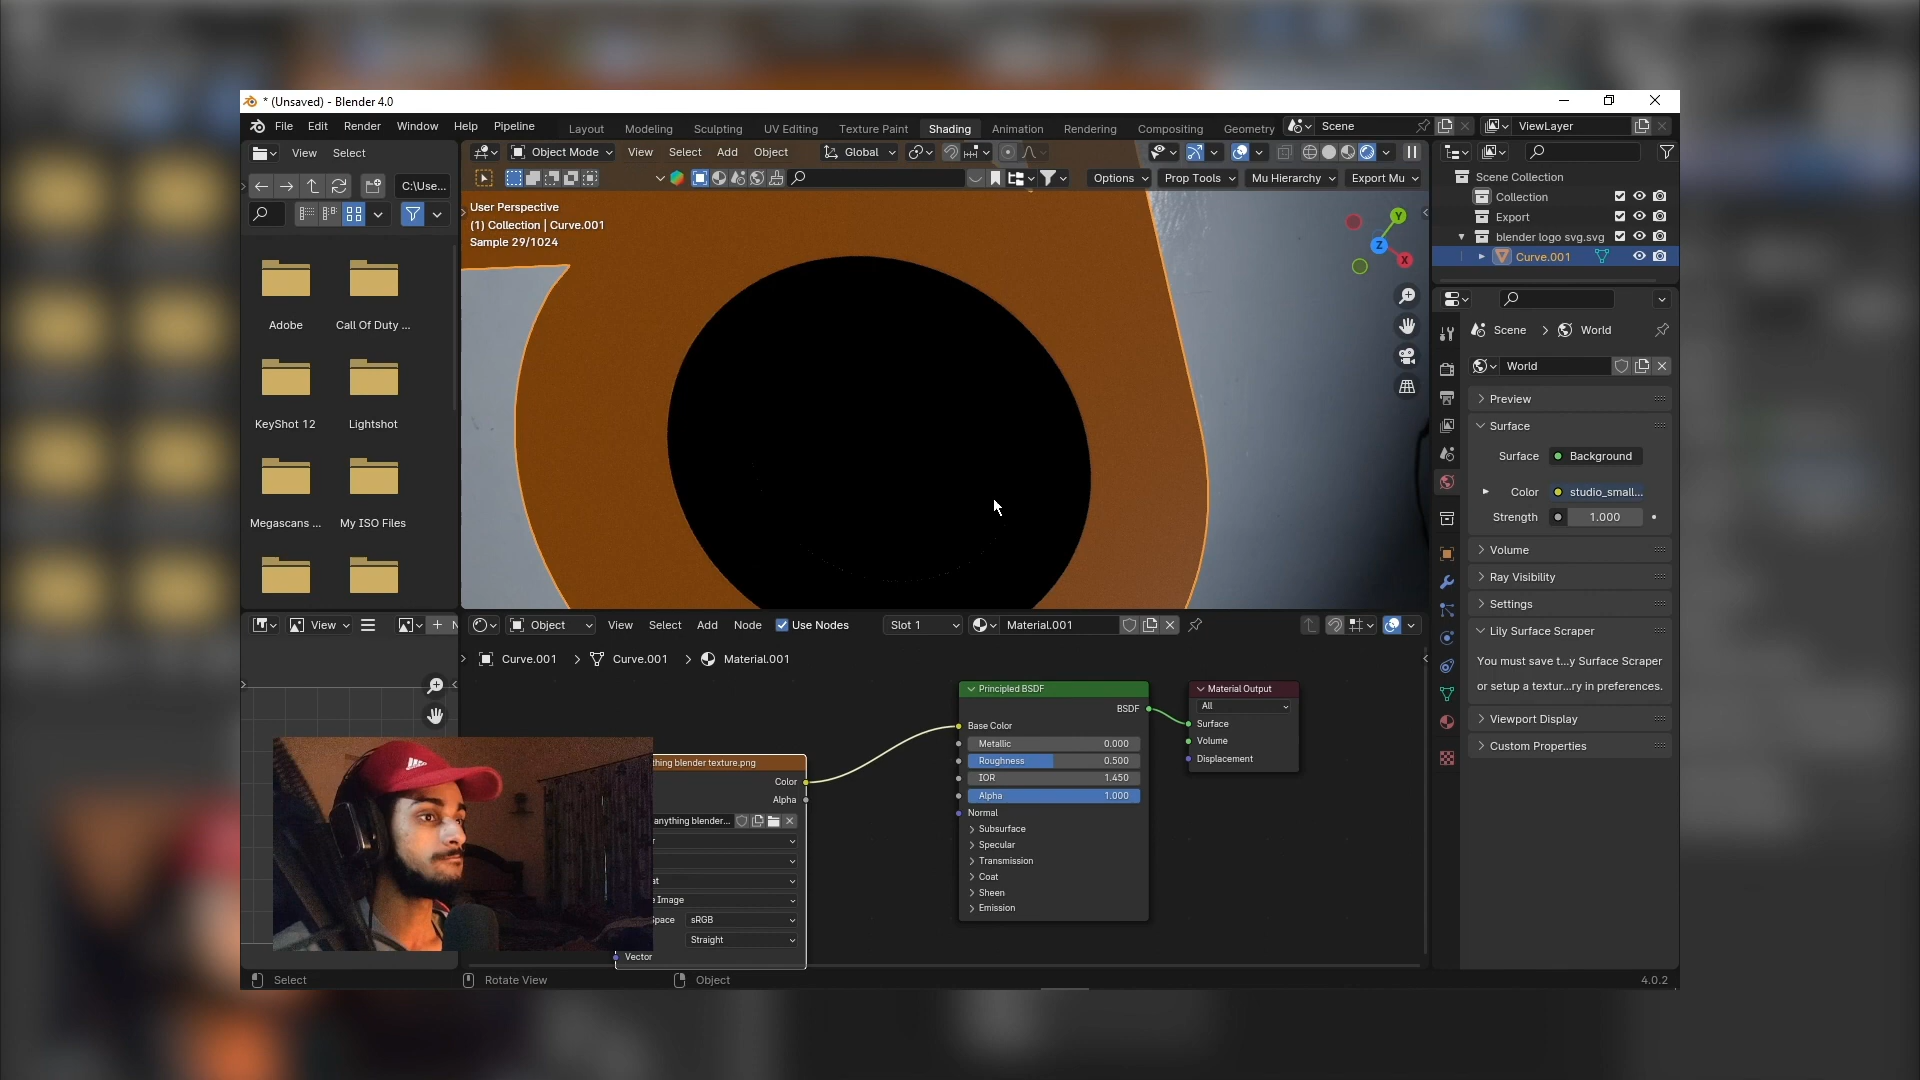 * (Unsaved) - Blender 4.0
File Edit Render Window Help Pipeline
Layout Modeling Sculpting UV Editing Texture Paint Shading Animation Rendering Compositing Geometry
Scene
ViewLayer
View Select
Object Mode View Select Add Object
Global
C:\Use...
Options Prop Tools Mu Hierarchy Export Mu
User Perspective
(1) Collection | Curve.001
Sample 29/1024
Y
Z
X
Adobe
Call Of Duty ...
KeyShot 12
Lightshot
Megascans ...
My ISO Files
Scene Collection
Collection
Export
blender logo svg.svg
Curve.001
Scene > World
World
Preview
Surface
Surface Background
Color studio_small...
Strength 1.000
Volume
Ray Visibility
Settings
Lily Surface Scraper
You must save t...y Surface Scraper
or setup a textur...ry in preferences.
Viewport Display
Custom Properties
View
Object View Select Add Node Use Nodes Slot 1 Material.001
Curve.001 > Curve.001 > Material.001
thing blender texture.png
Color
Alpha
anything blender...
r
at
e Image
Space sRGB
Straight
Vector
Principled BSDF
BSDF
Base Color
Metallic 0.000
Roughness 0.500
IOR 1.450
Alpha 1.000
Normal
Subsurface
Specular
Transmission
Coat
Sheen
Emission
Material Output
All
Surface
Volume
Displacement
Select
Rotate View
Object
4.0.2